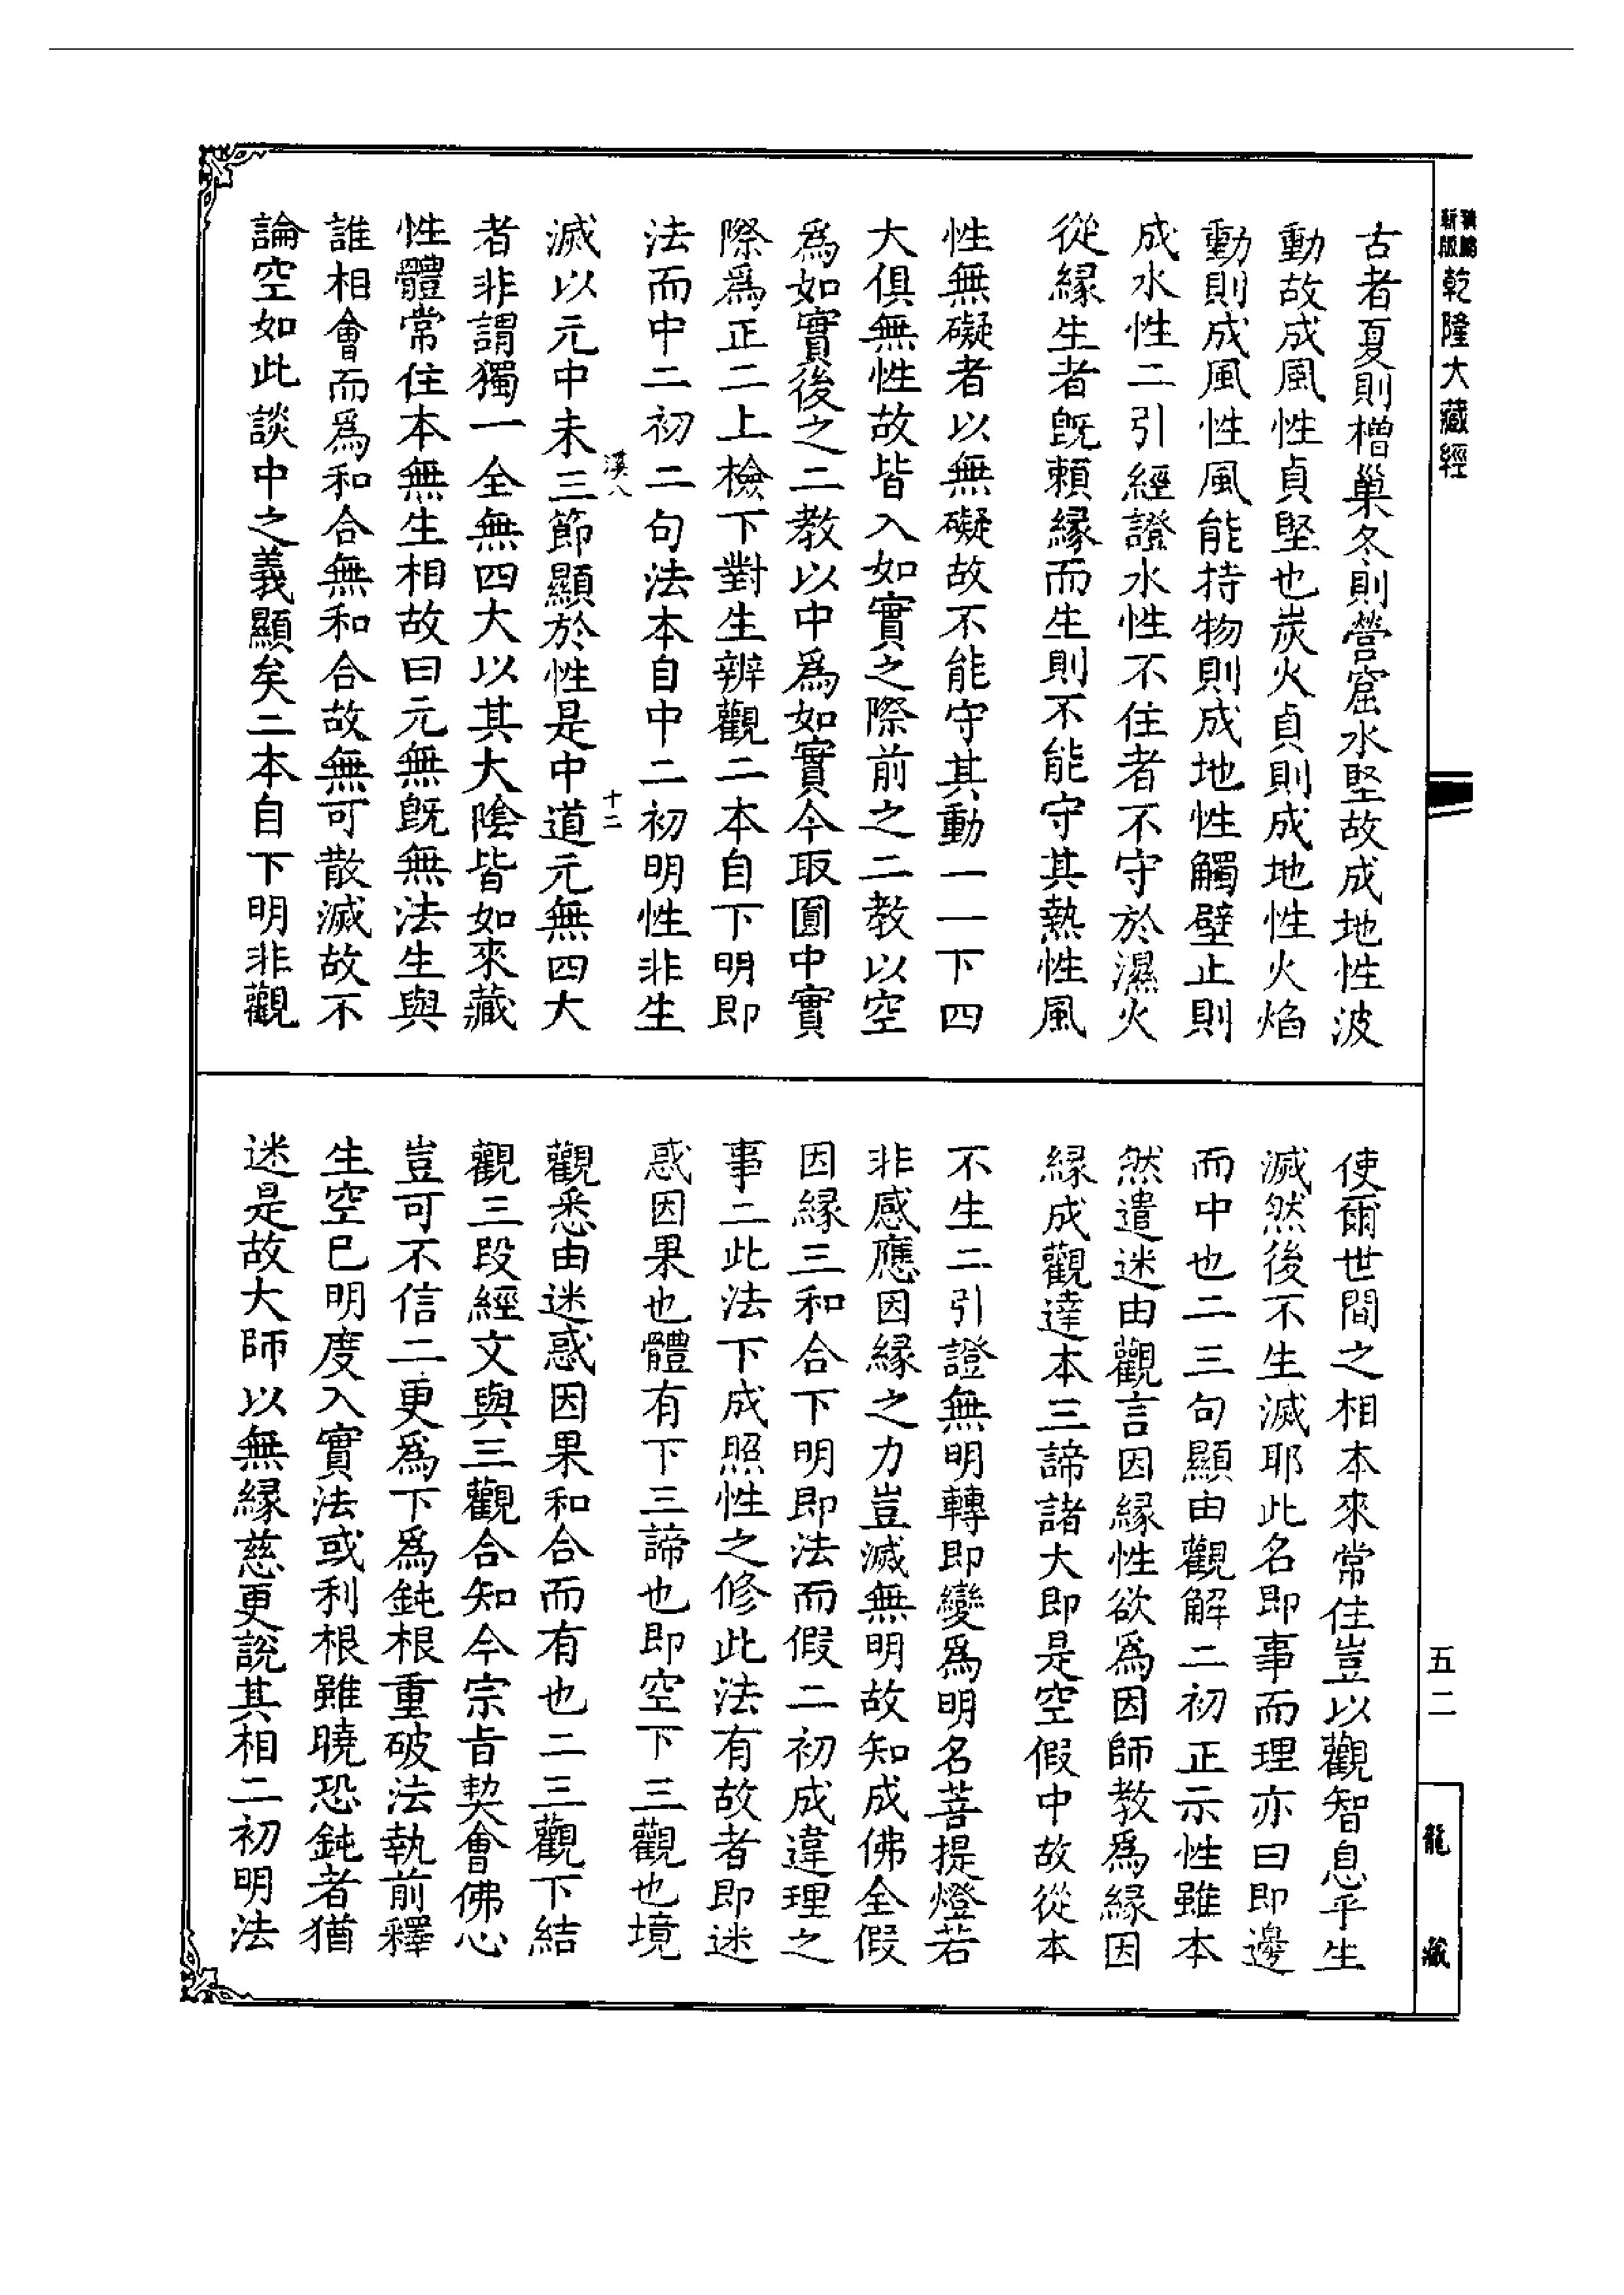 乾隆大藏經
古者夏則橧巢冬則營窟水堅故成地性波
動故成風性貞堅也炭火貞則成地性火焰
動則成風性風能持物則成地性觸壁止則
成水性二引經證水性不住者不守於濕火
從緣生者旣賴緣而生則不能守其熱性風
性無礙者以無礙故不能守其動一一下四
大俱無性故皆入如實之際前之二教以空
為如實後之二教以中爲如實今取圓中實
際爲正二上檢下對生辨觀二本自下明即
法而中二初二句法本自中二初明性非生
滅以元中未三節顯於性是中道元無四大
者非謂獨一全無四大以其大陰皆如來藏
性體常住本無生相故曰元無旣無法生與
誰相會而爲和合無和合故無可散滅故不
論空如此談中之義顯矣二本自下明非觀
漢八
十二
使爾世間之相本來常住豈以觀智息乎生
滅然後不生滅耶此名即事而理亦曰即邊
而中也二三句顯由觀解二初正示性雖本
然遣迷由觀言因緣性欲爲因師教爲緣因
緣成觀達本三諦諸大即是空假中故從本
不生二引證無明轉即變爲明名菩提燈若
非感應因緣之力豈滅無明故知成佛全假
因緣三和合下明即法而假二初成違理之
事二此法下成照性之修此法有故者即迷
惑因果也體有下三諦也即空下三觀也境
觀悉由迷惑因果和合而有也二三觀下結
觀三段經文與三觀合知今宗旨契會佛心
豈可不信二更爲下爲鈍根重破法執前釋
生空已明度入實法或利根雖曉恐鈍者猶
迷是故大師以無緣慈更說其相二初明法
五二
龍藏